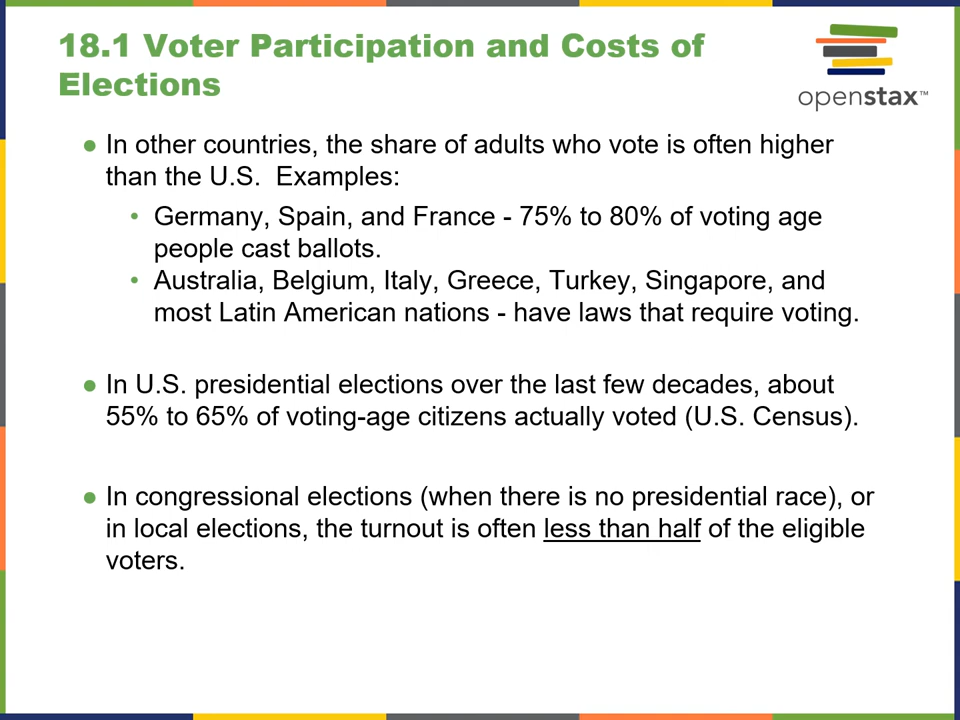 18.1 Voter Participation and Costs of
Elections
openstax™
● In other countries, the share of adults who vote is often higher
than the U.S.  Examples:
• Germany, Spain, and France - 75% to 80% of voting age
people cast ballots.
• Australia, Belgium, Italy, Greece, Turkey, Singapore, and
most Latin American nations - have laws that require voting.
● In U.S. presidential elections over the last few decades, about
55% to 65% of voting-age citizens actually voted (U.S. Census).
● In congressional elections (when there is no presidential race), or
in local elections, the turnout is often less than half of the eligible
voters.